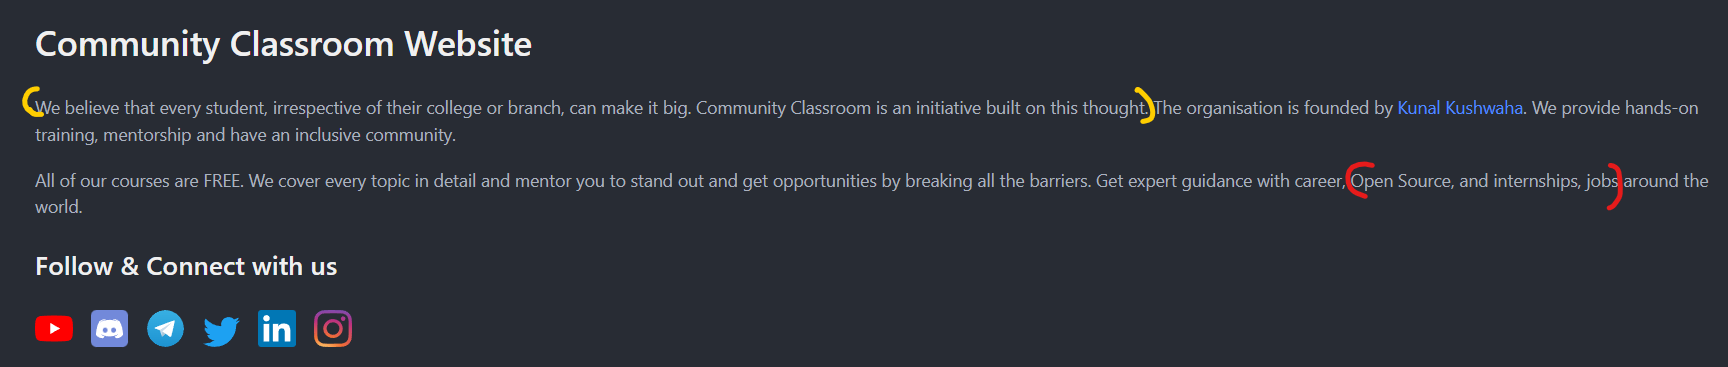 Community Classroom Website
We believe that every student, irrespective of their college or branch, can make it big. Community Classroom is an initiative built on this thought. The organisation is founded by Kunal Kushwaha. We provide hands-on
training, mentorship and have an inclusive community.
All of our courses are FREE. We cover every topic in detail and mentor you to stand out and get opportunities by breaking all the barriers. Get expert guidance with career, Open Source, and internships, jobs around the
world.
Follow & Connect with us
in